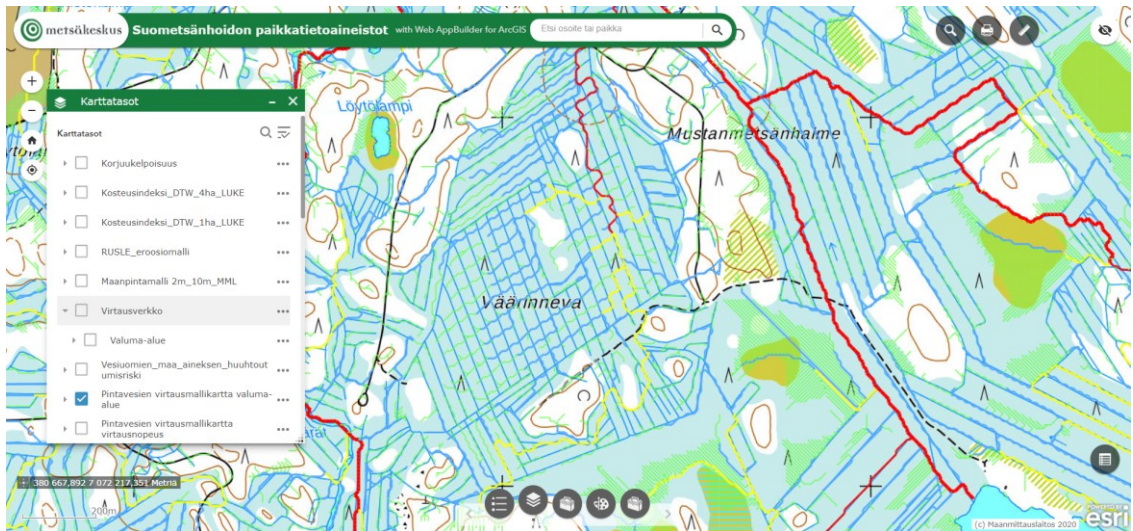 metsäkeskus Suometsänhoidon paikkatietoaineistot with Web AppBuilder for ArcGIS Etsi osoite tai paikka
Karttatasot
Karttatasot
Korjuukelpoisuus
Kosteusindeksi_DTW_4ha_LUKE
Kosteusindeksi_DTW_1ha_LUKE
RUSLE_eroosiomalli
Maanpintamalli 2m_10m_MML
Virtausverkko
Valuma-alue
Vesiuomien_maa_aineksen_huuhtout
umisriski
Pintavesien virtausmallikartta valuma-
alue
Pintavesien virtausmallikartta
virtausnopeus
Löytölampi
Mustanmetsänhaime
Väärinneva
380 667,892 7 072 217,351 Metriä
200m
(c) Maanmittauslaitos 2020
POWERED BY
esri